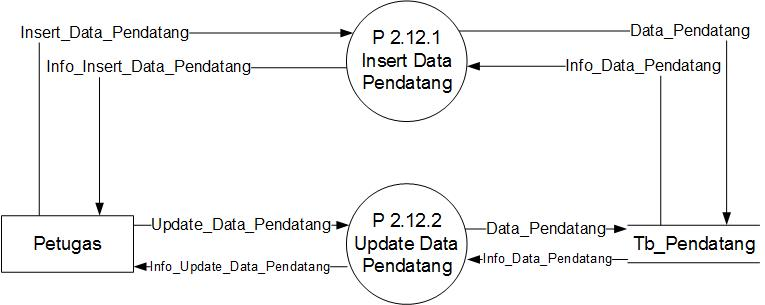 Insert_Data_Pendatang
P 2.12.1
Insert Data
Pendatang
Data_Pendatang
Info_Insert_Data_Pendatang
Info_Data_Pendatang
Petugas
Update_Data_Pendatang
P 2.12.2
Update Data
Pendatang
Data_Pendatang
Tb_Pendatang
Info_Update_Data_Pendatang
Info_Data_Pendatang